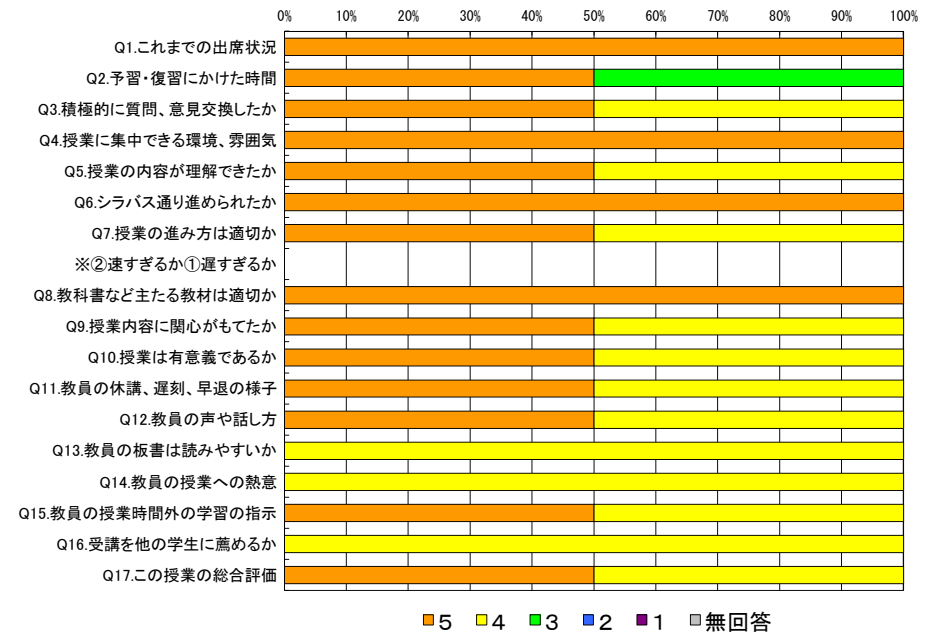 0% 10% 20% 30% 40% 50% 60% 70% 80% 90% 100%
Q1.これまでの出席状況
Q2.予習・復習にかけた時間
Q3.積極的に質問、意見交換したか
Q4.授業に集中できる環境、雰囲気
Q5.授業の内容が理解できたか
Q6.シラバス通り進められたか
Q7.授業の進み方は適切か
※②速すぎるか①遅すぎるか
Q8.教科書など主たる教材は適切か
Q9.授業内容に関心がもてたか
Q10.授業は有意義であるか
Q11.教員の休講、遅刻、早退の様子
Q12.教員の声や話し方
Q13.教員の板書は読みやすいか
Q14.教員の授業への熱意
Q15.教員の授業時間外の学習の指示
Q16.受講を他の学生に薦めるか
Q17.この授業の総合評価
5 4 3 2 1 無回答